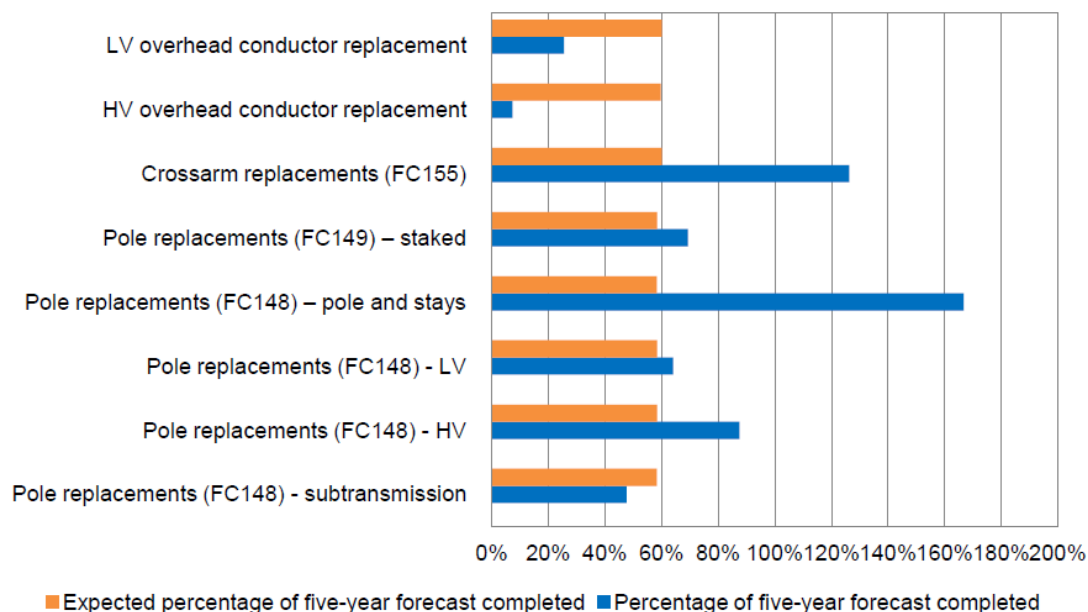 LV overhead conductor replacement
HV overhead conductor replacement
Crossarm replacements (FC155)
Pole replacements (FC149) – staked
Pole replacements (FC148) – pole and stays
Pole replacements (FC148) - LV
Pole replacements (FC148) - HV
Pole replacements (FC148) - subtransmission
0% 20% 40% 60% 80% 100% 120% 140% 160% 180% 200%
Expected percentage of five-year forecast completed Percentage of five-year forecast completed